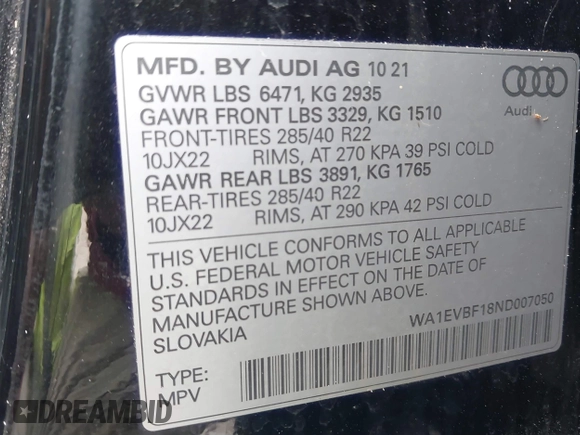 MFD. BY AUDI AG 10 21
GVWR LBS 6471, KG 2935
GAWR FRONT LBS 3329, KG 1510
FRONT-TIRES 285/40 R22
10JX22 RIMS, AT 270 KPA 39 PSI COLD
GAWR REAR LBS 3891, KG 1765
REAR-TIRES 285/40 R22
10JX22 RIMS, AT 290 KPA 42 PSI COLD
Audi
THIS VEHICLE CONFORMS TO ALL APPLICABLE
U.S. FEDERAL MOTOR VEHICLE SAFETY
STANDARDS IN EFFECT ON THE DATE OF
MANUFACTURE SHOWN ABOVE.
SLOVAKIA
WA1EVBF18ND007050
TYPE:
MPV
DREAMBID